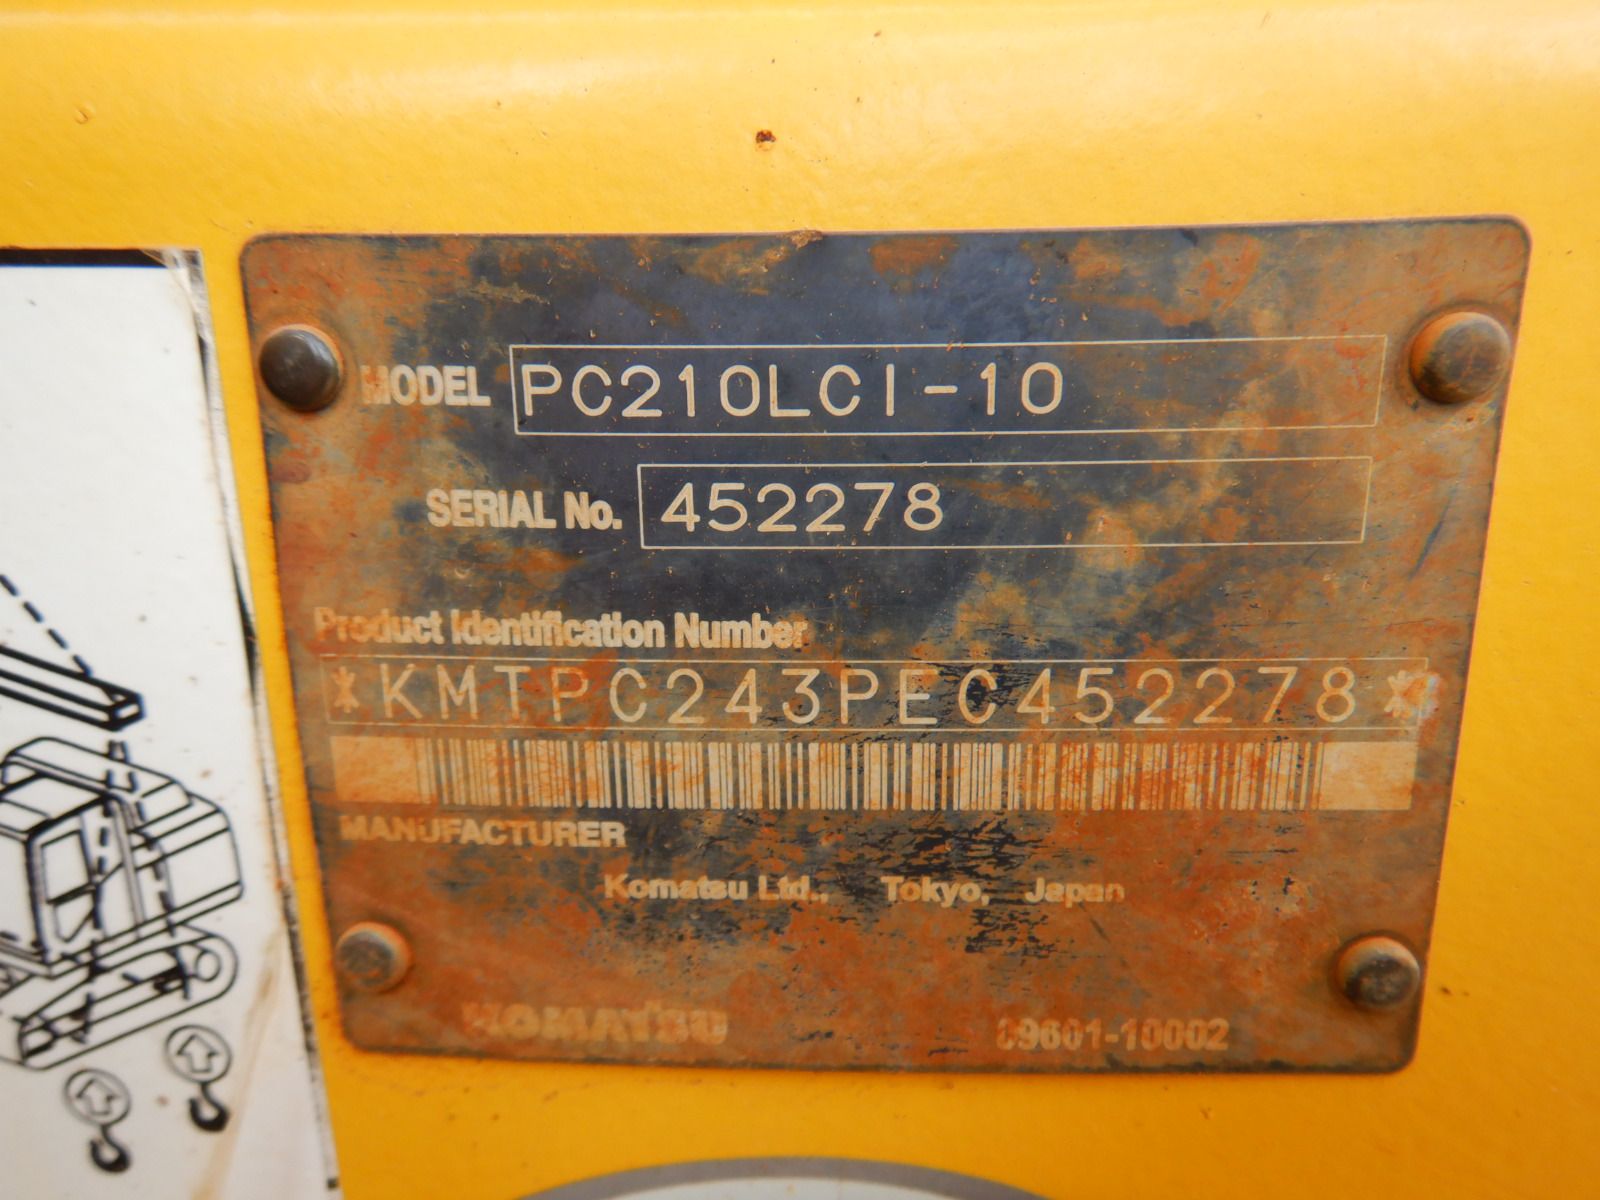 MODEL PC210LCI-10
SERIAL No. 452278
Product Identification Number
*KMTPC243PEC452278*
MANUFACTURER
Komatsu Ltd., Tokyo, Japan
KOMATSU 09601-10002